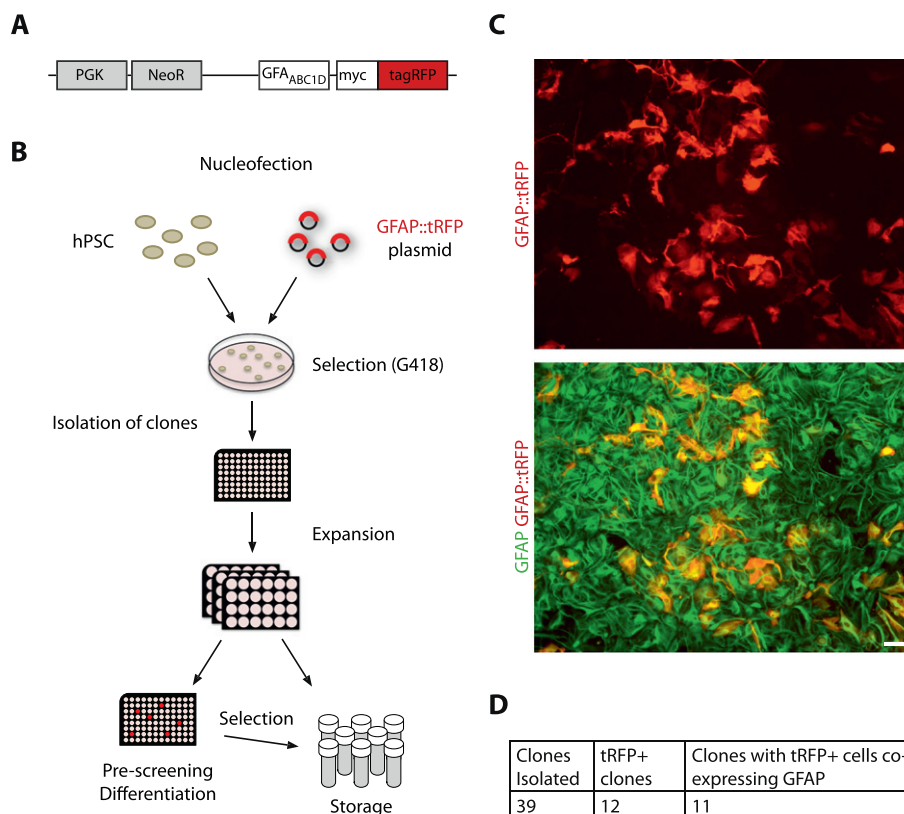 A
PGK NeoR GFAABC1D myc tagRFP
B
Nucleofection
hPSC
GFAP::tRFP
plasmid
Selection (G418)
Isolation of clones
Expansion
Selection
Pre-screening
Differentiation
Storage
C
GFAP::tRFP
GFAP GFAP::tRFP
D
Clones
Isolated
tRFP+
clones
Clones with tRFP+ cells co-
expressing GFAP
39 12 11